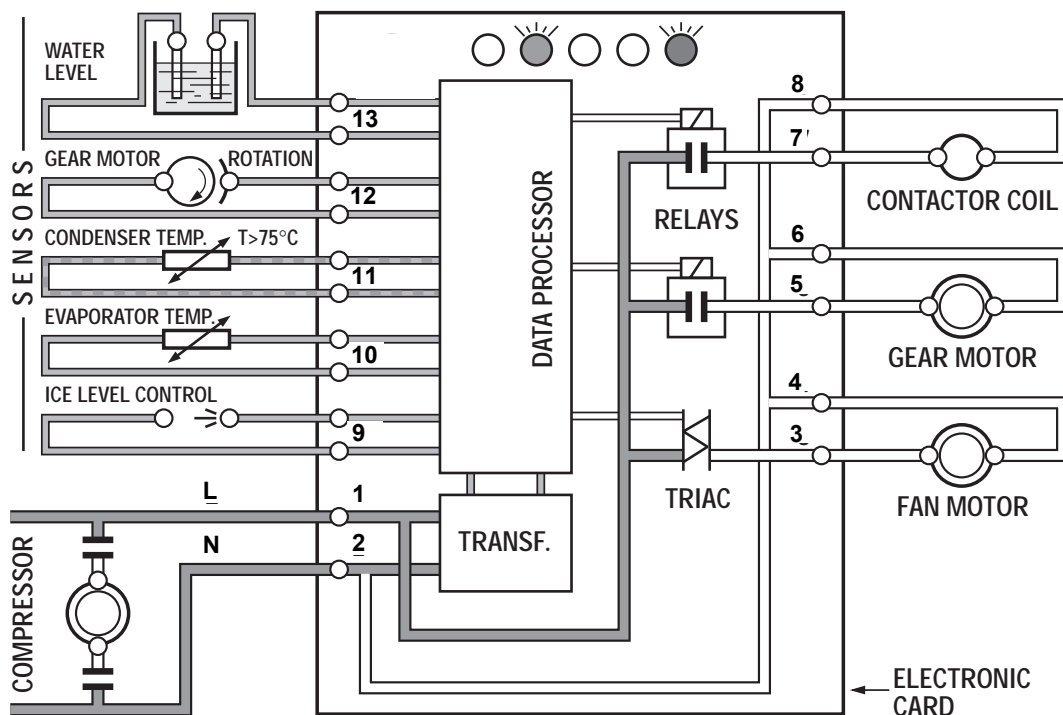 SENSORS
WATER
LEVEL
13
GEAR MOTOR ROTATION
12
CONDENSER TEMP. T>75°C
11
EVAPORATOR TEMP.
10
ICE LEVEL CONTROL
9
L 1
N 2
COMPRESSOR
DATA PROCESSOR
TRANSF.
RELAYS
TRIAC
8
7
CONTACTOR COIL
6
5
GEAR MOTOR
4
3
FAN MOTOR
ELECTRONIC
CARD